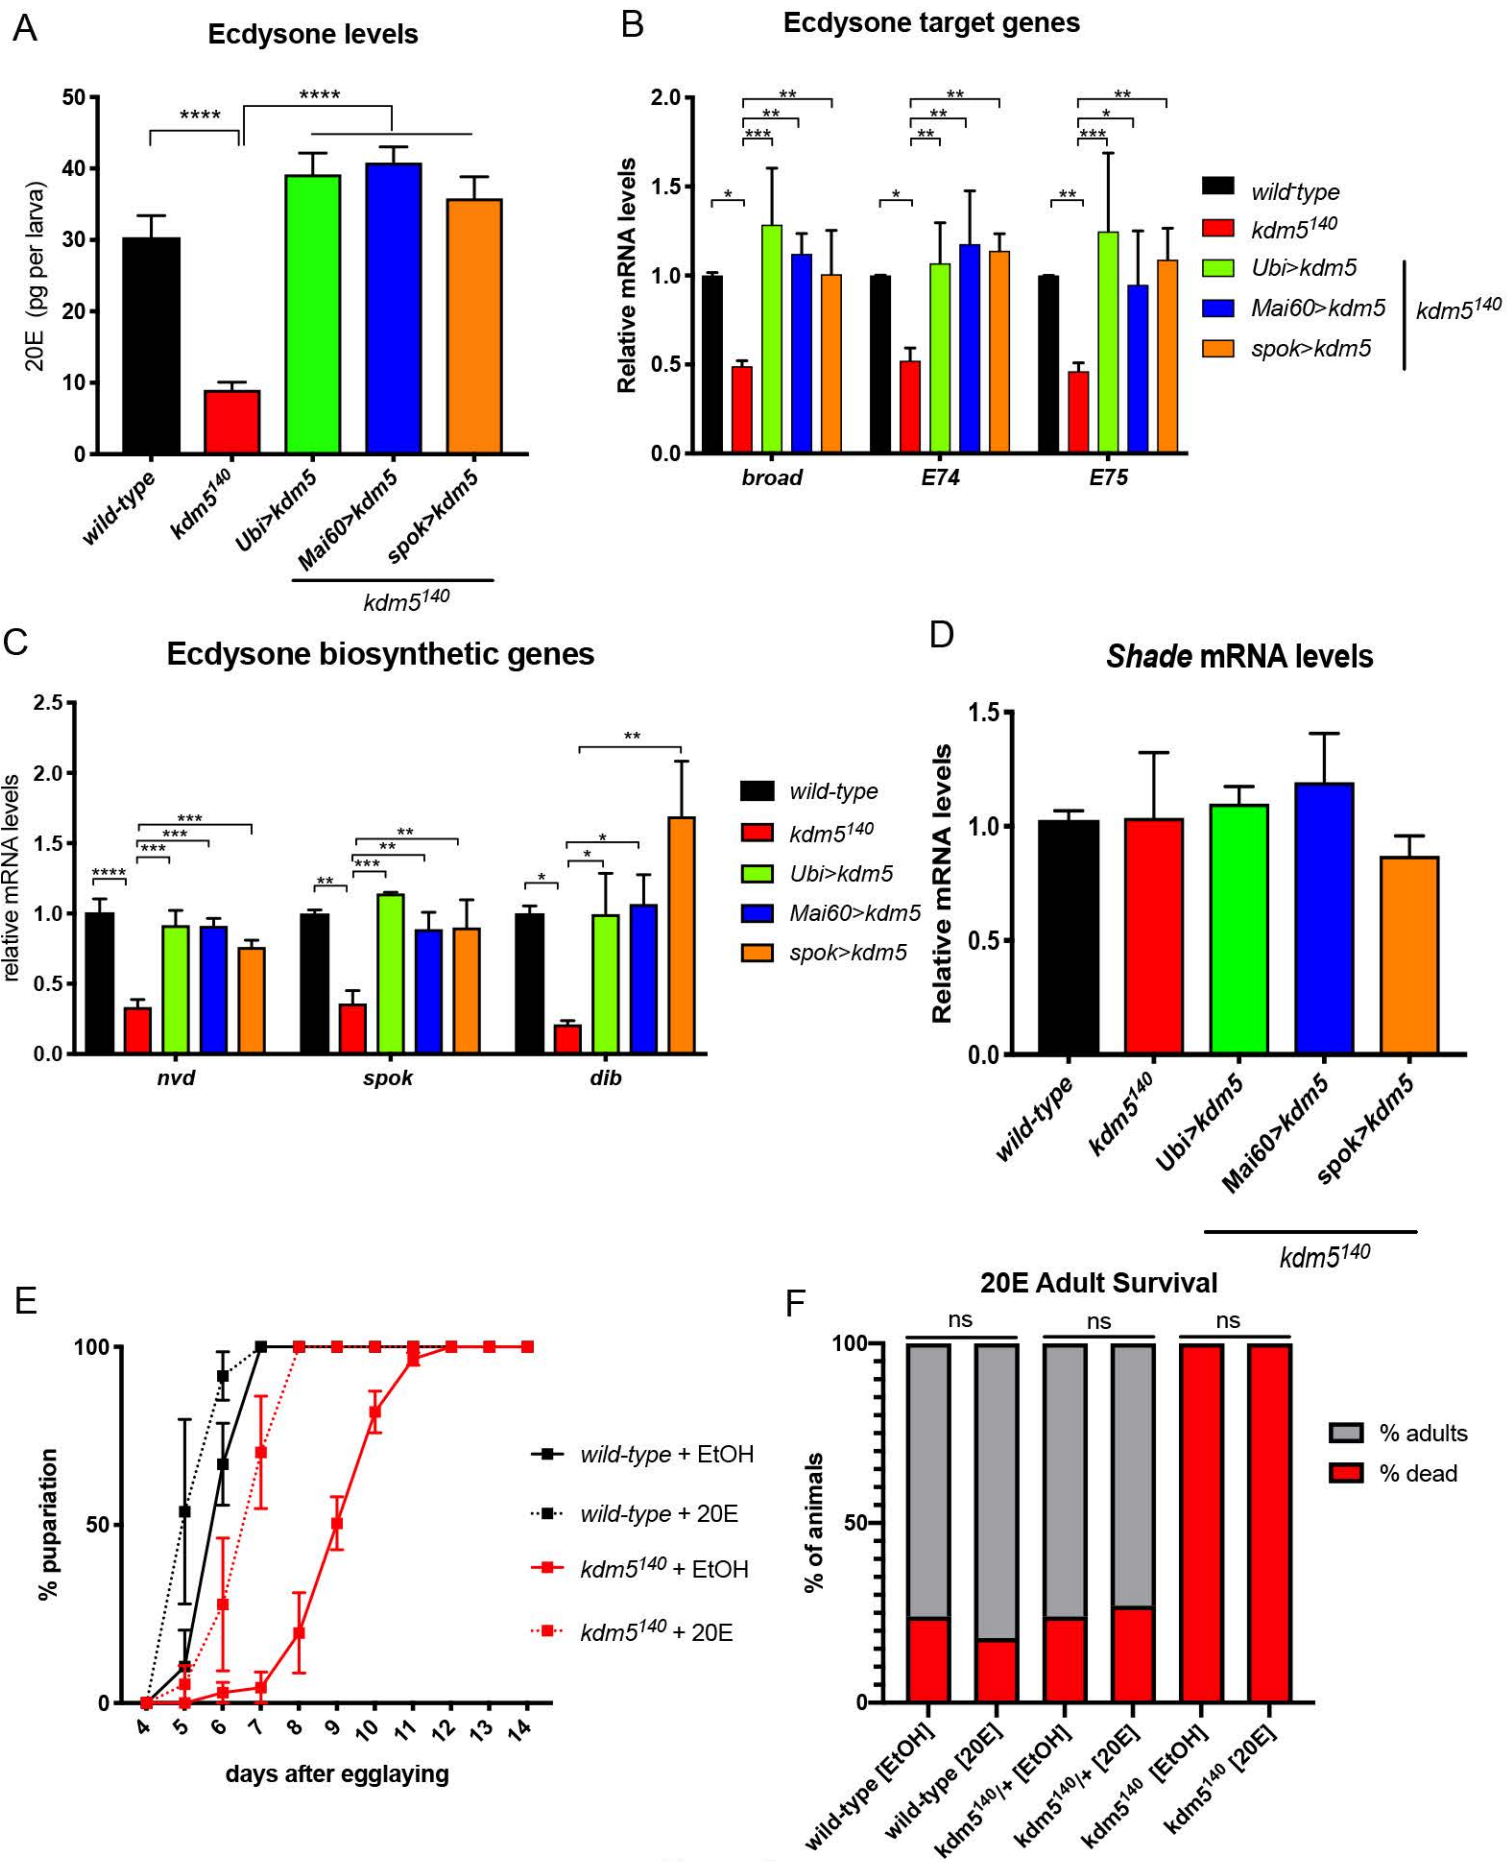 A
Ecdysone levels
20E (pg per larva)
50
40
30
20
10
0
****
****
wild-type
kdm5¹⁴⁰
Ubi>kdm5
Mai60>kdm5
spok>kdm5
kdm5¹⁴⁰
B
Ecdysone target genes
Relative mRNA levels
2.0
1.5
1.0
0.5
0.0
**
**
***
*
**
**
**
*
**
*
***
**
broad
E74
E75
wild-type
kdm5¹⁴⁰
Ubi>kdm5
Mai60>kdm5
spok>kdm5
kdm5¹⁴⁰
C
Ecdysone biosynthetic genes
relative mRNA levels
2.5
2.0
1.5
1.0
0.5
0.0
***
***
***
****
**
**
***
**
**
*
*
*
nvd
spok
dib
wild-type
kdm5¹⁴⁰
Ubi>kdm5
Mai60>kdm5
spok>kdm5
D
Shade mRNA levels
Relative mRNA levels
1.5
1.0
0.5
0.0
wild-type
kdm5¹⁴⁰
Ubi>kdm5
Mai60>kdm5
spok>kdm5
kdm5¹⁴⁰
E
% pupariation
100
50
0
4
5
6
7
8
9
10
11
12
13
14
days after egglaying
wild-type + EtOH
wild-type + 20E
kdm5¹⁴⁰ + EtOH
kdm5¹⁴⁰ + 20E
F
20E Adult Survival
% of animals
100
50
0
ns
ns
ns
wild-type [EtOH]
wild-type [20E]
kdm5¹⁴⁰/+ [EtOH]
kdm5¹⁴⁰/+ [20E]
kdm5¹⁴⁰ [EtOH]
kdm5¹⁴⁰ [20E]
% adults
% dead